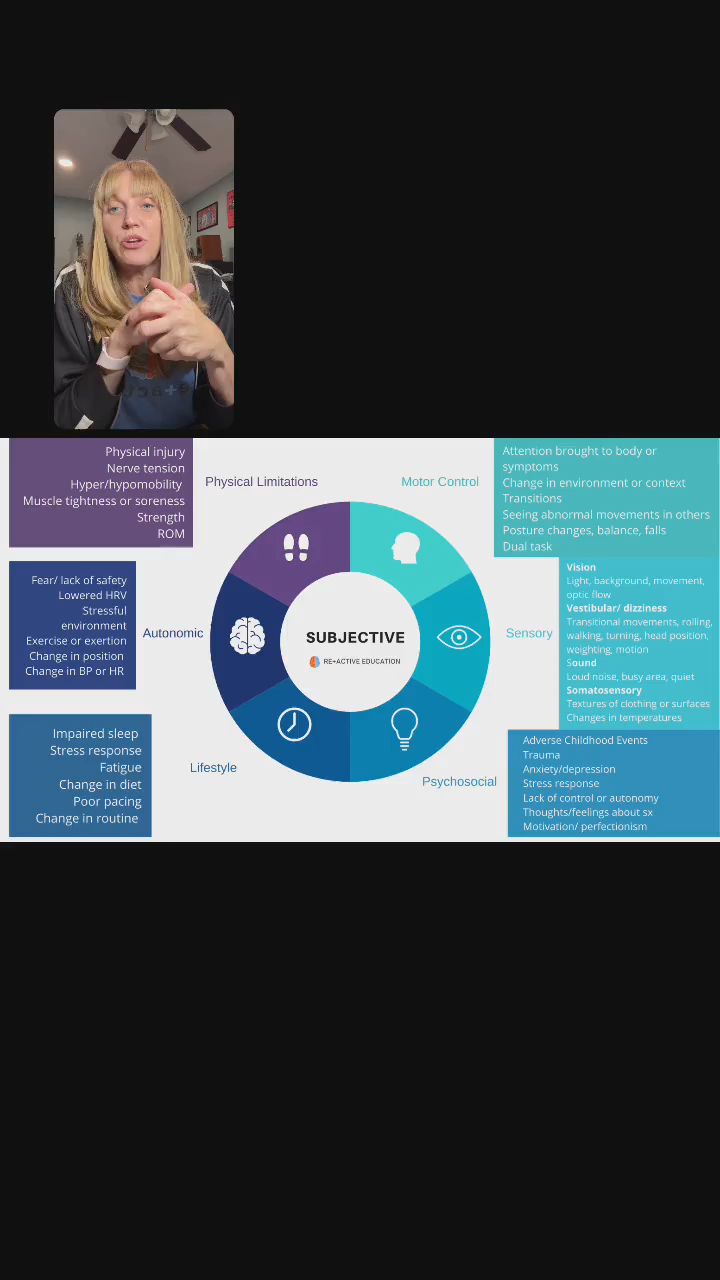 Physical injury
Nerve tension
Hyper/hypomobility
Muscle tightness or soreness
Strength
ROM
Physical Limitations
Motor Control
Attention brought to body or
symptoms
Change in environment or context
Transitions
Seeing abnormal movements in others
Posture changes, balance, falls
Dual task
Fear/ lack of safety
Lowered HRV
Stressful
environment
Exercise or exertion
Change in position
Change in BP or HR
Autonomic
SUBJECTIVE
RE+ACTIVE EDUCATION
Sensory
Vision
Light, background, movement,
optic flow
Vestibular/ dizziness
Transitional movements, rolling,
walking, turning, head position,
weighting, motion
Sound
Loud noise, busy area, quiet
Somatosensory
Textures of clothing or surfaces
Changes in temperatures
Impaired sleep
Stress response
Fatigue
Change in diet
Poor pacing
Change in routine
Lifestyle
Psychosocial
Adverse Childhood Events
Trauma
Anxiety/depression
Stress response
Lack of control or autonomy
Thoughts/feelings about sx
Motivation/ perfectionism